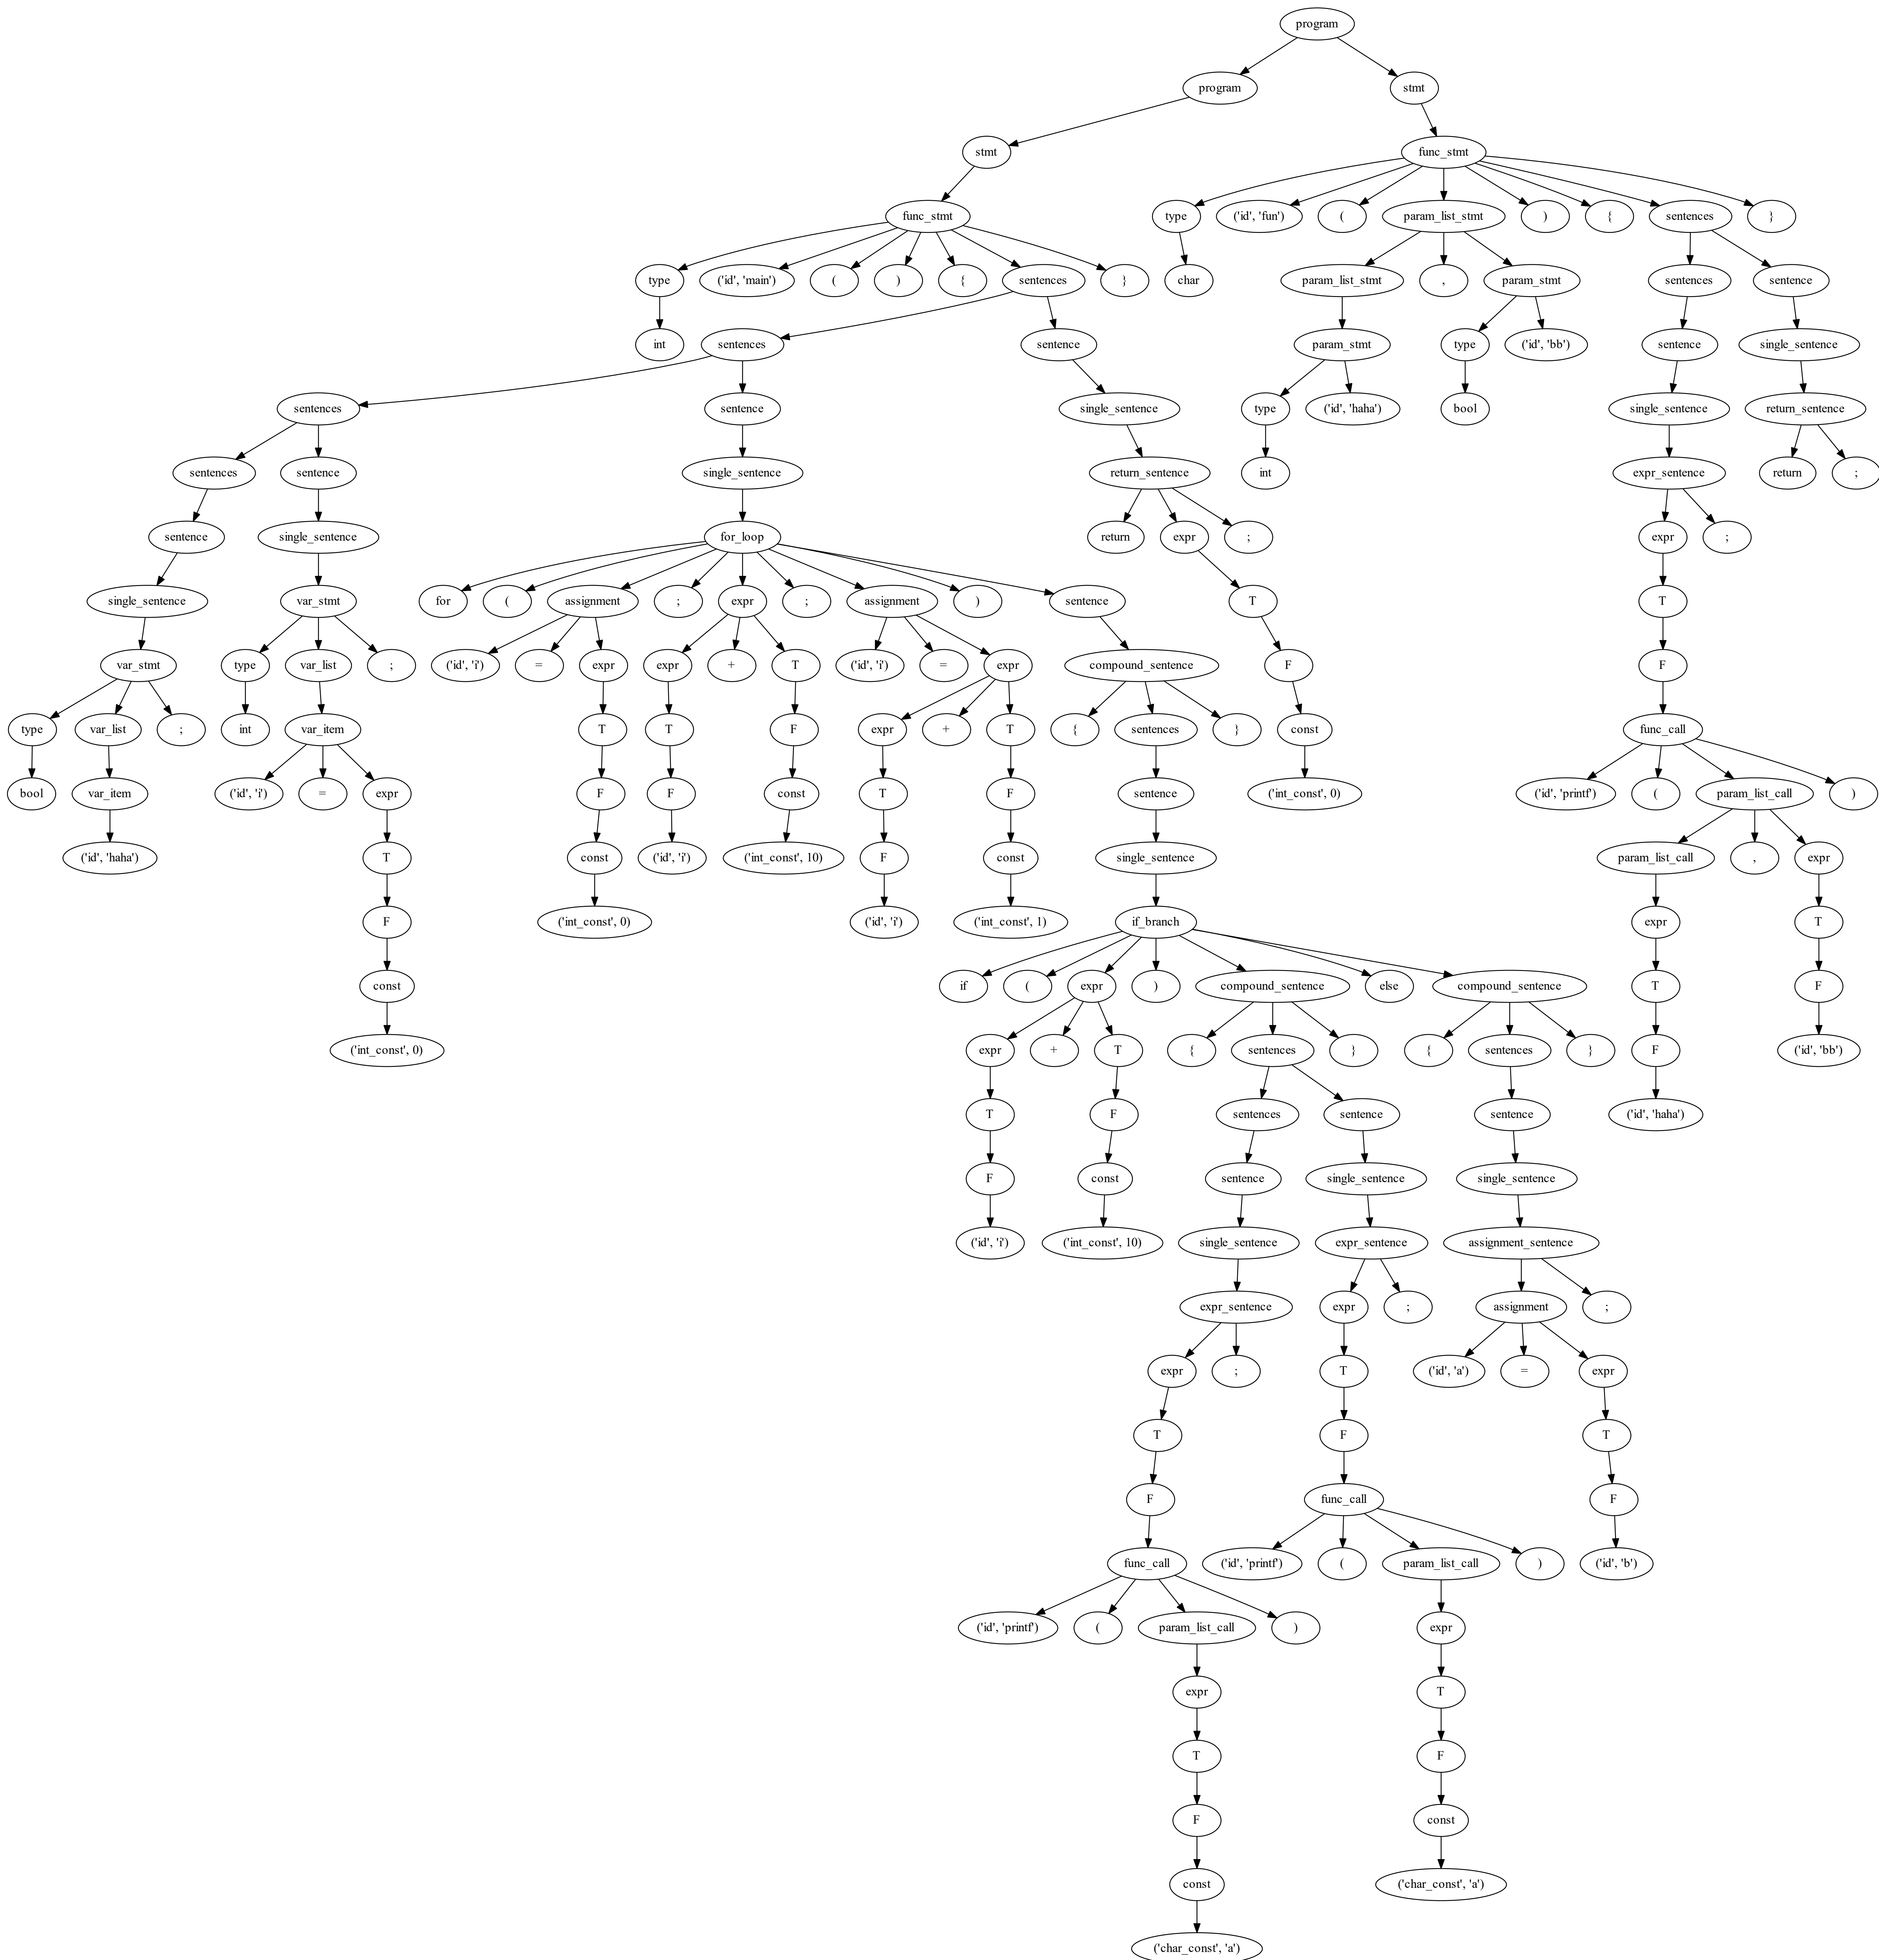 program
program
stmt
stmt
func_stmt
func_stmt
type
('id', 'fun')
(
param_list_stmt
)
{
sentences
}
type
('id', 'main')
(
)
{
sentences
}
char
param_list_stmt
,
param_stmt
sentences
sentence
int
sentences
sentence
param_stmt
type
('id', 'bb')
sentence
single_sentence
sentences
sentence
single_sentence
type
('id', 'haha')
bool
single_sentence
return_sentence
sentences
sentence
single_sentence
return_sentence
int
expr_sentence
return
;
sentence
single_sentence
for_loop
return
expr
;
expr
;
single_sentence
var_stmt
for
(
assignment
;
expr
;
assignment
)
sentence
T
T
var_stmt
type
var_list
;
('id', 'i')
=
expr
expr
+
T
('id', 'i')
=
expr
compound_sentence
F
F
type
var_list
;
int
var_item
T
T
F
expr
+
T
{
sentences
}
const
func_call
bool
var_item
('id', 'i')
=
expr
F
F
const
T
F
sentence
('int_const', 0)
('id', 'printf')
(
param_list_call
)
('id', 'haha')
T
const
('id', 'i')
('int_const', 10)
F
const
single_sentence
param_list_call
,
expr
F
('int_const', 0)
('id', 'i')
('int_const', 1)
if_branch
expr
T
const
if
(
expr
)
compound_sentence
else
compound_sentence
T
F
('int_const', 0)
expr
+
T
{
sentences
}
{
sentences
}
F
('id', 'bb')
T
F
sentences
sentence
sentence
('id', 'haha')
F
const
sentence
single_sentence
single_sentence
('id', 'i')
('int_const', 10)
single_sentence
expr_sentence
assignment_sentence
expr_sentence
expr
;
assignment
;
expr
;
T
('id', 'a')
=
expr
T
F
T
F
func_call
F
func_call
('id', 'printf')
(
param_list_call
)
('id', 'b')
('id', 'printf')
(
param_list_call
)
expr
expr
T
T
F
F
const
const
('char_const', 'a')
('char_const', 'a')